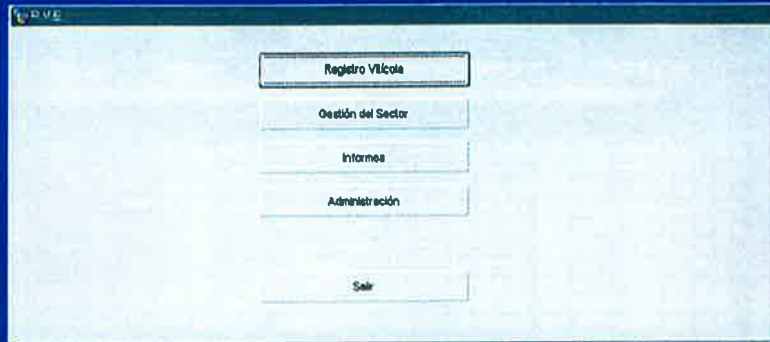 R.V.E
Registro Vitícola
Gestión del Sector
Informes
Administración
Salir